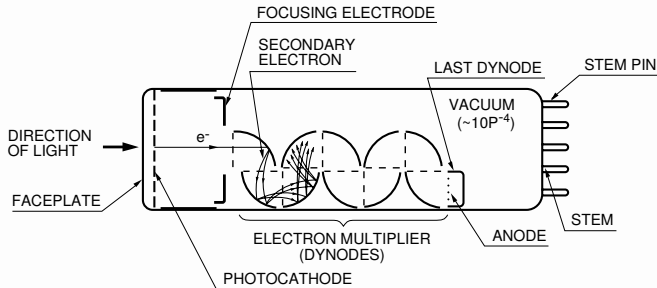 FOCUSING ELECTRODE
SECONDARY
ELECTRON
LAST DYNODE
STEM PIN
VACUUM
(~10P⁻⁴)
DIRECTION
OF LIGHT
e⁻
FACEPLATE
STEM
ELECTRON MULTIPLIER
(DYNODES)
ANODE
PHOTOCATHODE